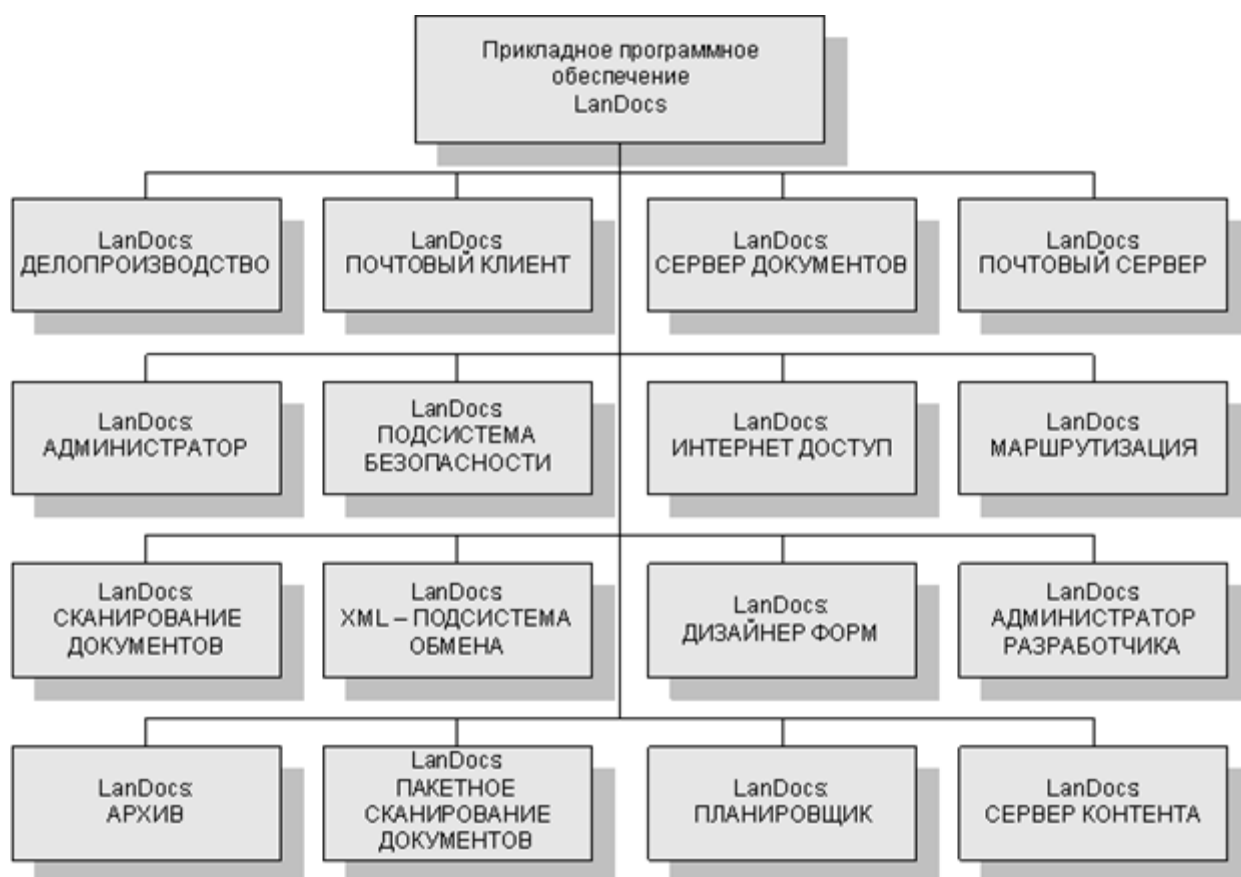 Прикладное программное
обеспечение
LanDocs
LanDocs:
ДЕЛОПРОИЗВОДСТВО
LanDocs:
ПОЧТОВЫЙ КЛИЕНТ
LanDocs:
СЕРВЕР ДОКУМЕНТОВ
LanDocs:
ПОЧТОВЫЙ СЕРВЕР
LanDocs:
АДМИНИСТРАТОР
LanDocs:
ПОДСИСТЕМА
БЕЗОПАСНОСТИ
LanDocs:
ИНТЕРНЕТ ДОСТУП
LanDocs:
МАРШРУТИЗАЦИЯ
LanDocs:
СКАНИРОВАНИЕ
ДОКУМЕНТОВ
LanDocs:
XML – ПОДСИСТЕМА
ОБМЕНА
LanDocs:
ДИЗАЙНЕР ФОРМ
LanDocs:
АДМИНИСТРАТОР
РАЗРАБОТЧИКА
LanDocs:
АРХИВ
LanDocs:
ПАКЕТНОЕ
СКАНИРОВАНИЕ
ДОКУМЕНТОВ
LanDocs:
ПЛАНИРОВЩИК
LanDocs:
СЕРВЕР КОНТЕНТА